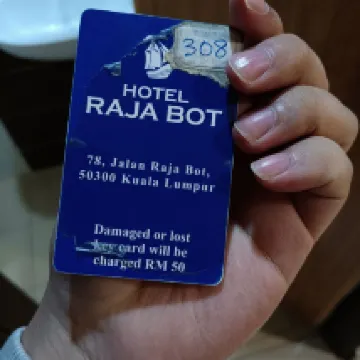 308
HOTEL
RAJA BOT
78, Jalan Raja Bot,
50300 Kuala Lumpur
Damaged or lost
key card will be
charged RM 50